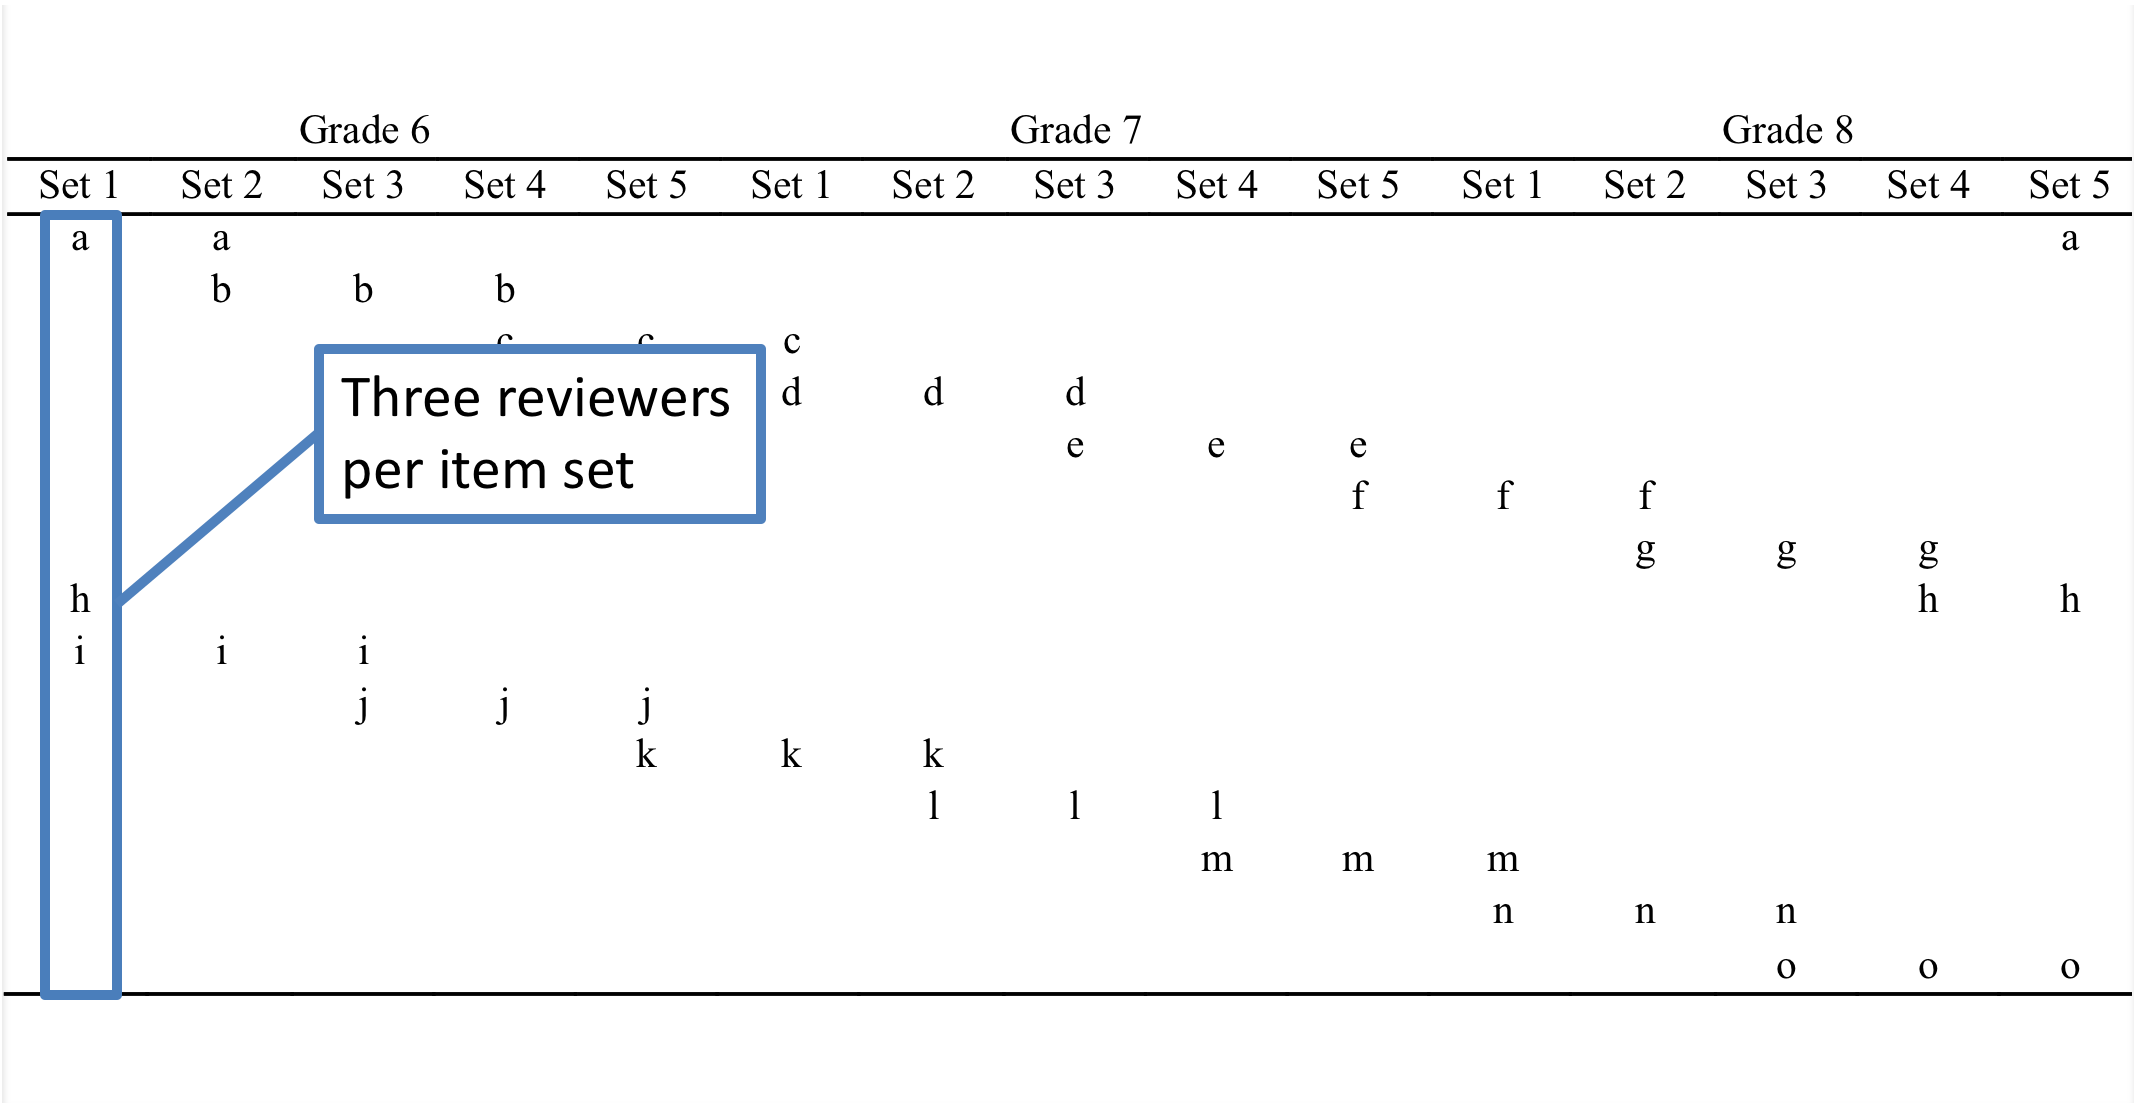 Grade 6 Grade 7 Grade 8
Set 1 Set 2 Set 3 Set 4 Set 5 Set 1 Set 2 Set 3 Set 4 Set 5 Set 1 Set 2 Set 3 Set 4 Set 5
a a a
b b b
c c c
Three reviewers
per item set
d d d
e e e
f f f
g g g
h h h
i i i
j j j
k k k
l l l
m m m
n n n
o o o